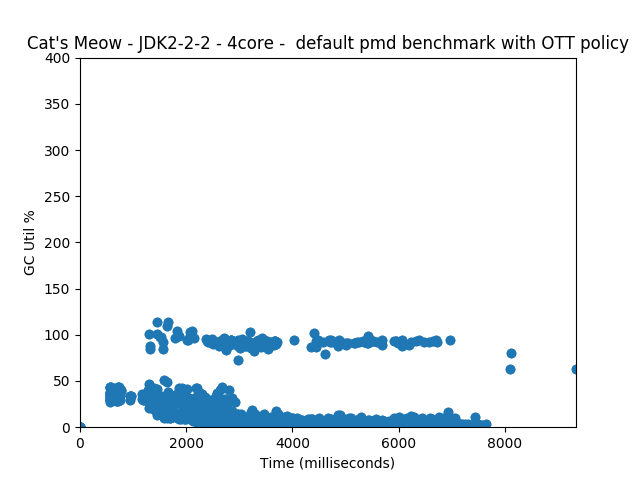 Cat's Meow - JDK2-2-2 - 4core -  default pmd benchmark with OTT policy
400
350
300
250
200
150
100
50
0
GC Util %
0 2000 4000 6000 8000
Time (milliseconds)